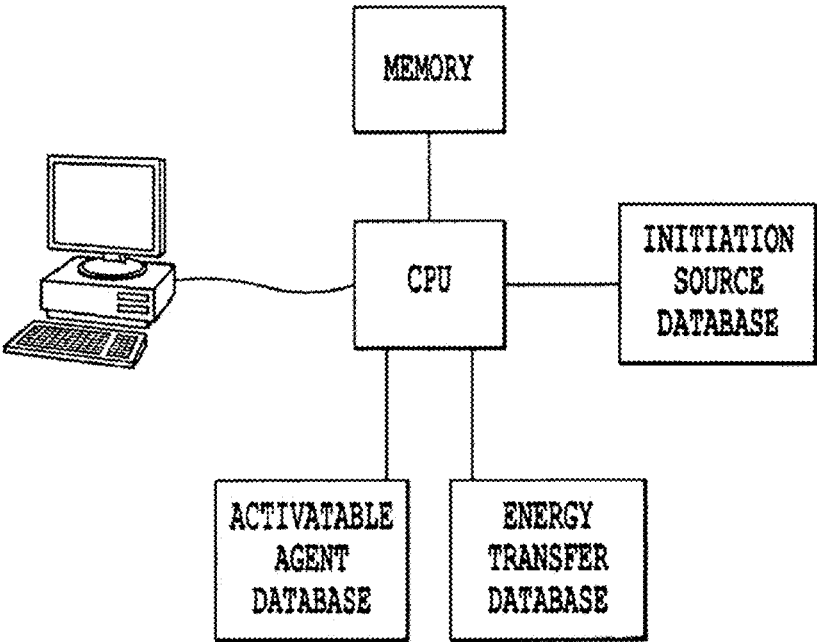 MEMORY
CPU
INITIATION
SOURCE
DATABASE
ACTIVATABLE
AGENT
DATABASE
ENERGY
TRANSFER
DATABASE